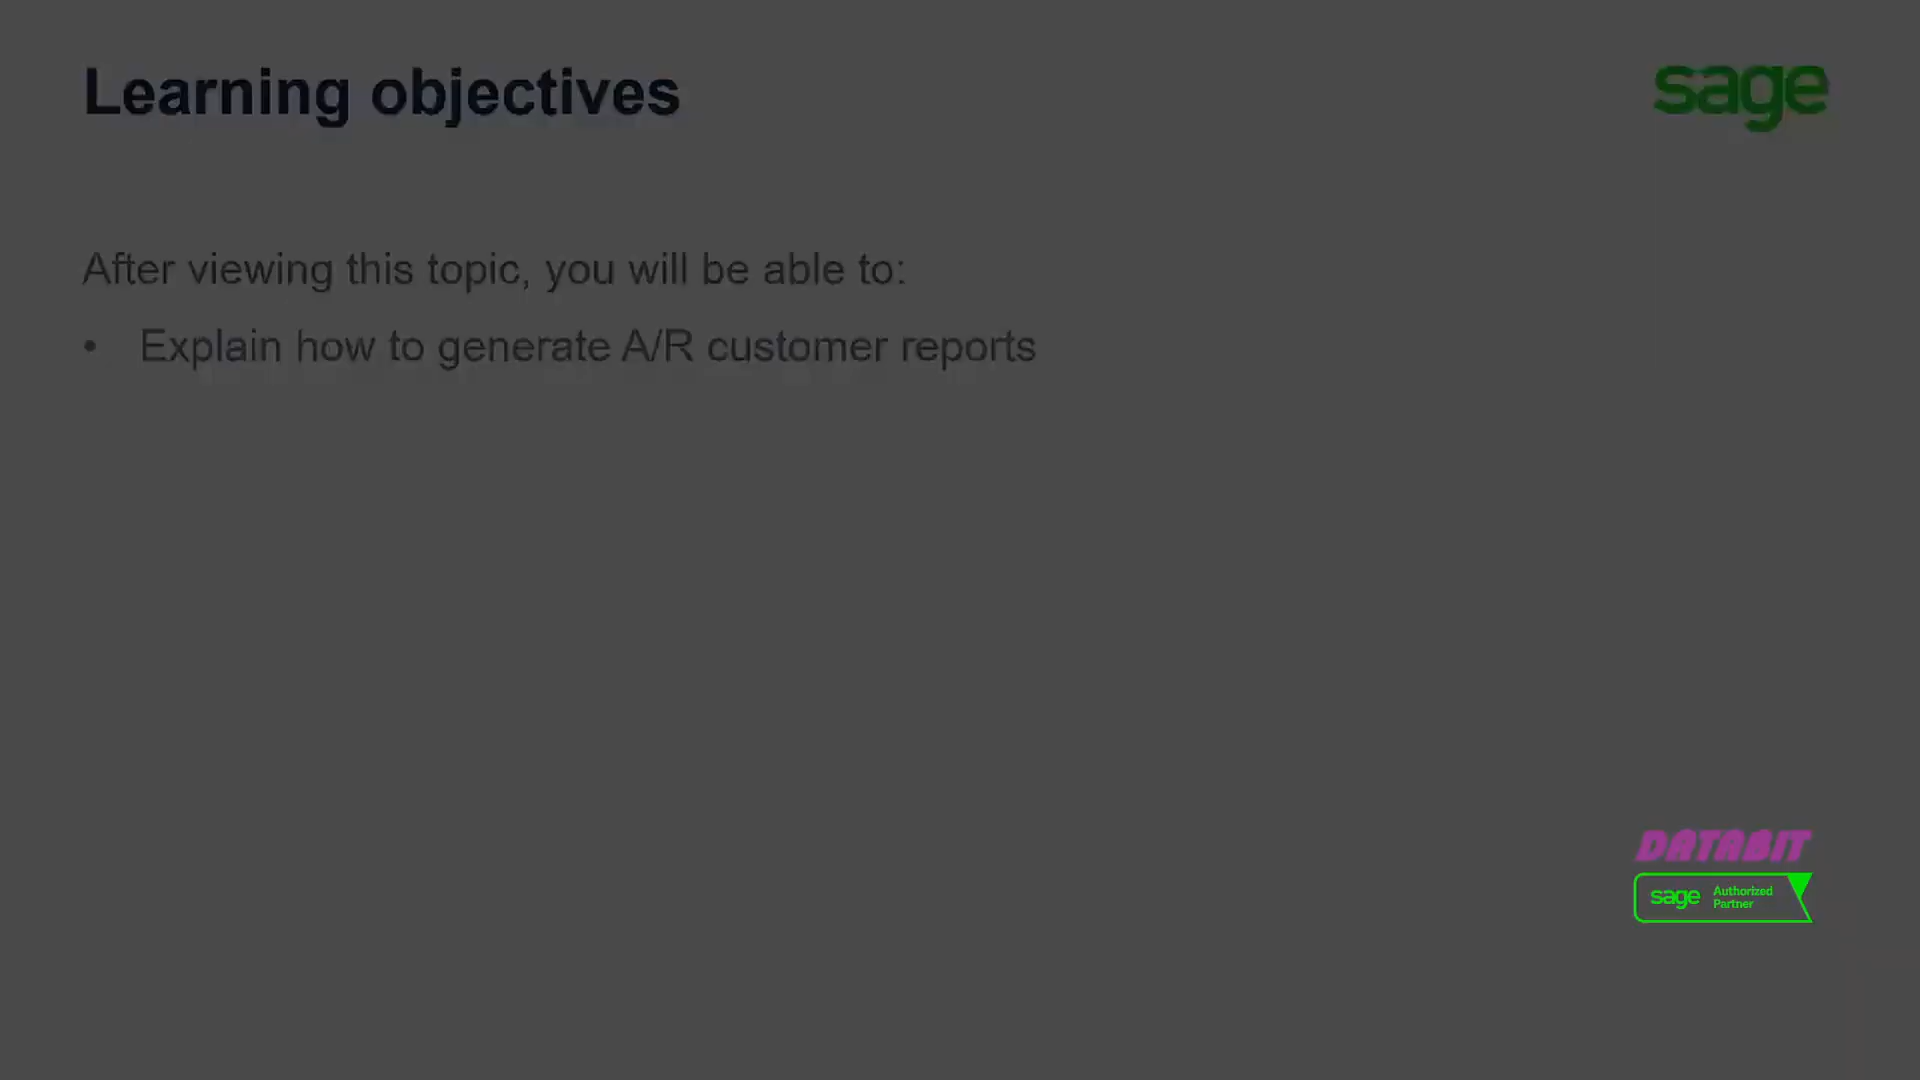 Learning objectives
sage
After viewing this topic, you will be able to:
• Explain how to generate A/R customer reports
DATABIT
sage Authorized
Partner